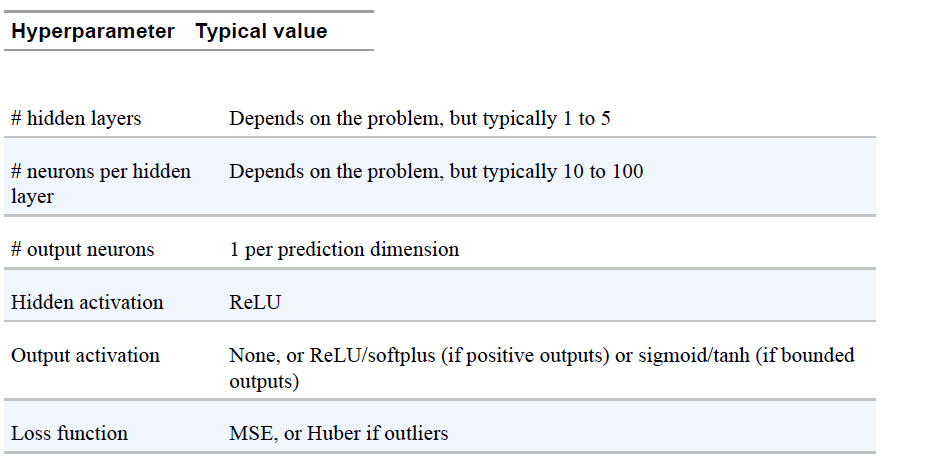 Hyperparameter Typical value
# hidden layers Depends on the problem, but typically 1 to 5
# neurons per hidden Depends on the problem, but typically 10 to 100
layer
# output neurons 1 per prediction dimension
Hidden activation ReLU
Output activation None, or ReLU/softplus (if positive outputs) or sigmoid/tanh (if bounded
outputs)
Loss function MSE, or Huber if outliers